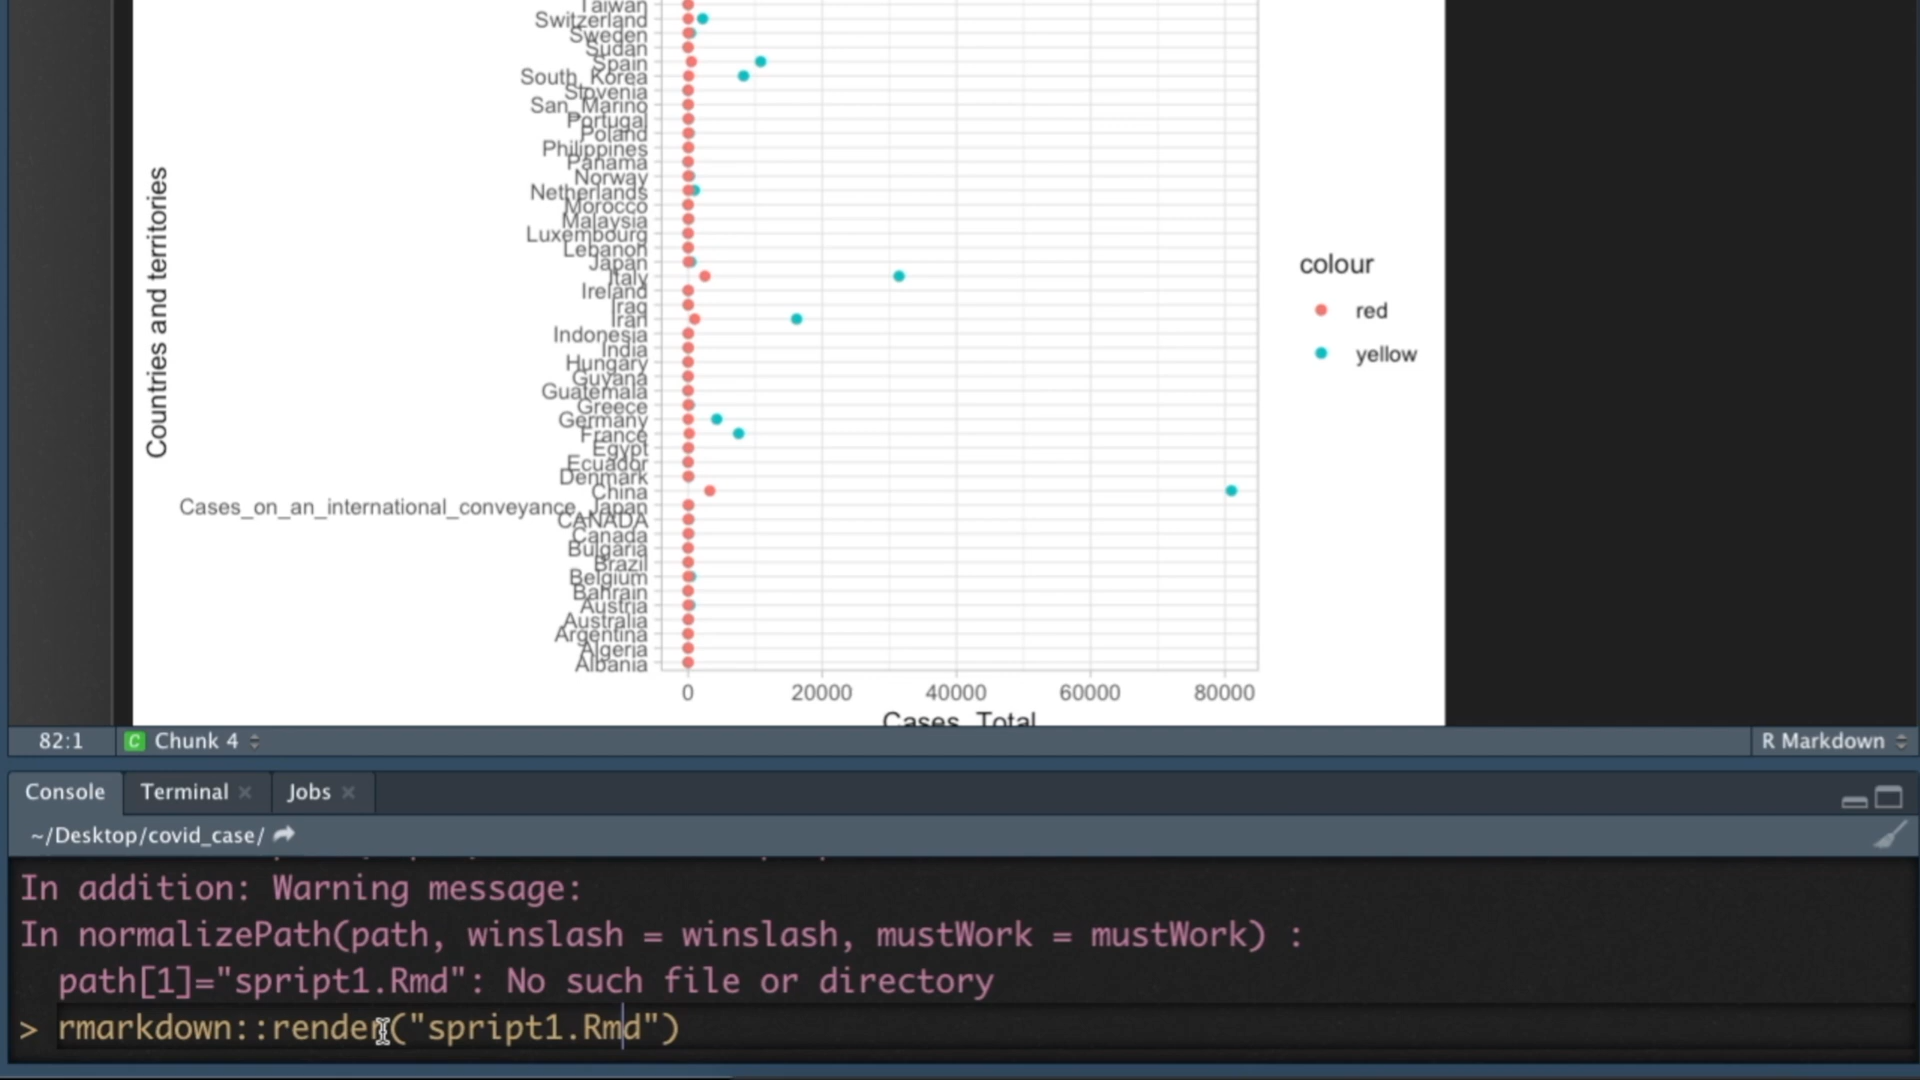 Taiwan
Switzerland
Sweden
Sudan
Spain
South_Korea
Slovenia
San_Marino
Portugal
Poland
Philippines
Panama
Norway
Netherlands
Morocco
Malaysia
Luxembourg
Lebanon
Japan
Italy
Ireland
Iraq
Iran
Indonesia
India
Hungary
Guyana
Guatemala
Greece
Germany
France
Egypt
Ecuador
Denmark
China
Cases_on_an_international_conveyance_Japan
CANADA
Canada
Bulgaria
Brazil
Belgium
Bahrain
Austria
Australia
Argentina
Algeria
Albania
Countries and territories
0 20000 40000 60000 80000
Cases_Total
colour
red
yellow
82:1 C Chunk 4 R Markdown
Console Terminal Jobs
~/Desktop/covid_case/
In addition: Warning message:
In normalizePath(path, winslash = winslash, mustWork = mustWork) :
path[1]="spript1.Rmd": No such file or directory
> rmarkdown::render("spript1.Rmd")